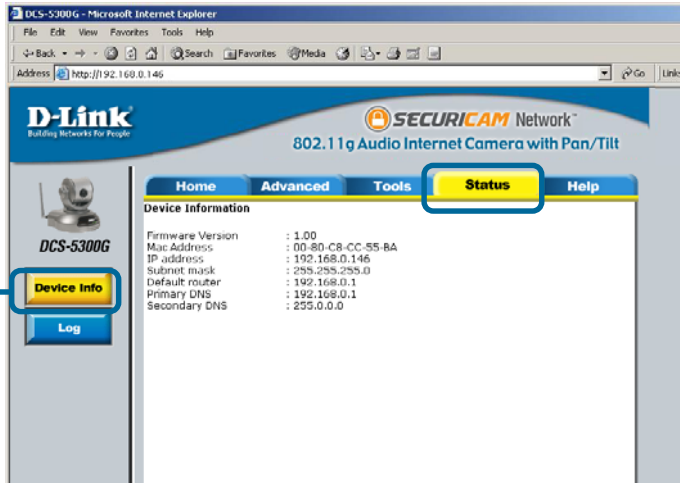 DCS-5300G - Microsoft Internet Explorer
File Edit View Favorites Tools Help
Back Search Favorites Media
Address http://192.168.0.146 Go Links
D-Link
Building Networks for People
SECURICAM Network™
802.11g Audio Internet Camera with Pan/Tilt
Home Advanced Tools Status Help
DCS-5300G
Device Info
Log
Device Information
Firmware Version : 1.00
Mac Address : 00-80-C8-CC-55-BA
IP address : 192.168.0.146
Subnet mask : 255.255.255.0
Default router : 192.168.0.1
Primary DNS : 192.168.0.1
Secondary DNS : 255.0.0.0